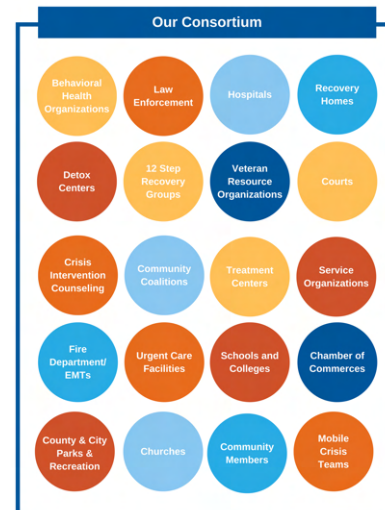 Our Consortium
Behavioral
Health
Organizations
Law
Enforcement
Hospitals
Recovery
Homes
Detox
Centers
12 Step
Recovery
Groups
Veteran
Resource
Organizations
Courts
Crisis
Intervention
Counseling
Community
Coalitions
Treatment
Centers
Service
Organizations
Fire
Department/
EMTs
Urgent Care
Facilities
Schools and
Colleges
Chamber of
Commerces
County & City
Parks &
Recreation
Churches
Community
Members
Mobile
Crisis
Teams